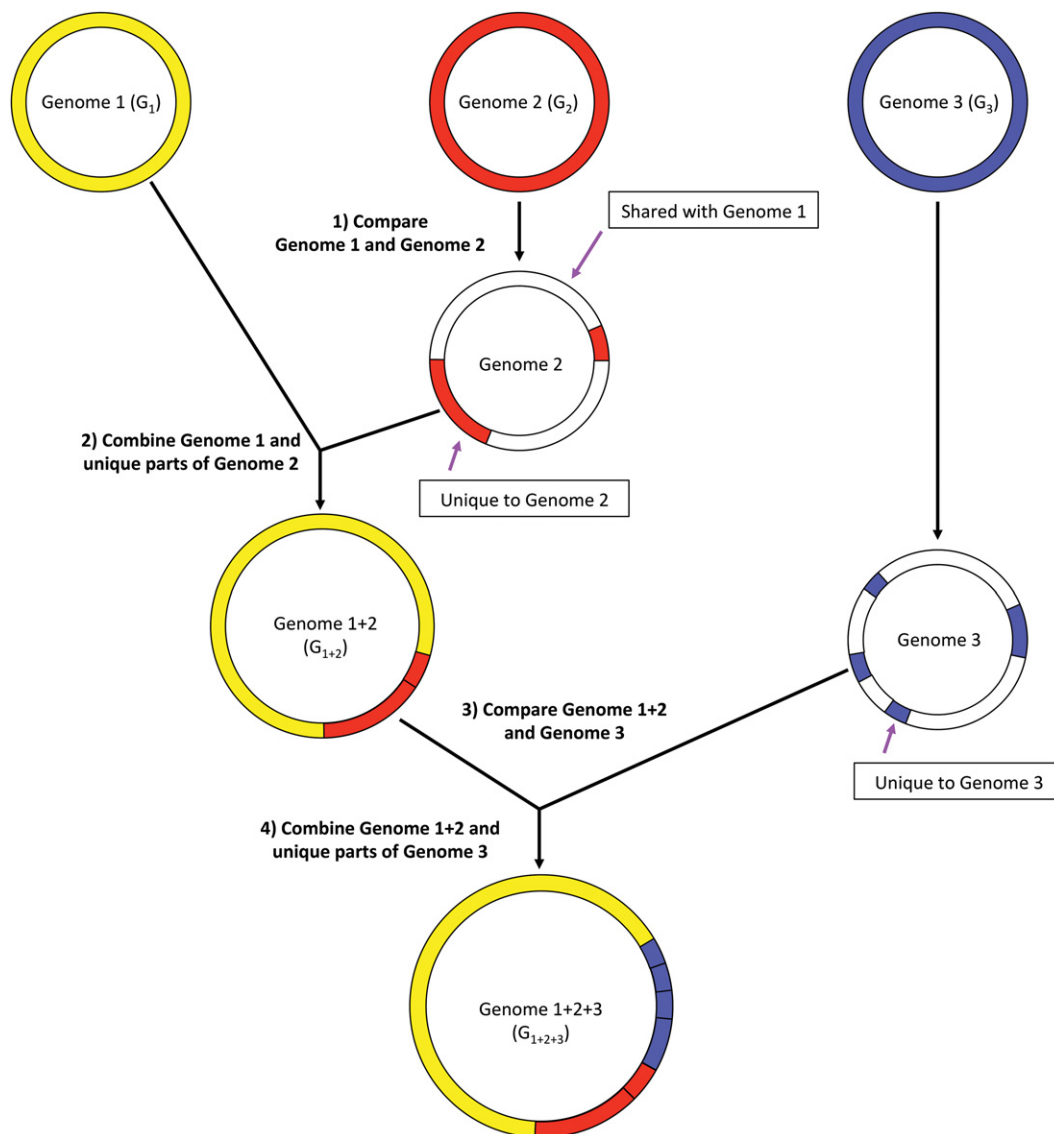 Genome 1 (G1)
Genome 2 (G2)
Genome 3 (G3)
Shared with Genome 1
1) Compare
Genome 1 and Genome 2
Genome 2
2) Combine Genome 1 and
unique parts of Genome 2
Unique to Genome 2
Genome 1+2
(G1+2)
Genome 3
3) Compare Genome 1+2
and Genome 3
Unique to Genome 3
4) Combine Genome 1+2 and
unique parts of Genome 3
Genome 1+2+3
(G1+2+3)